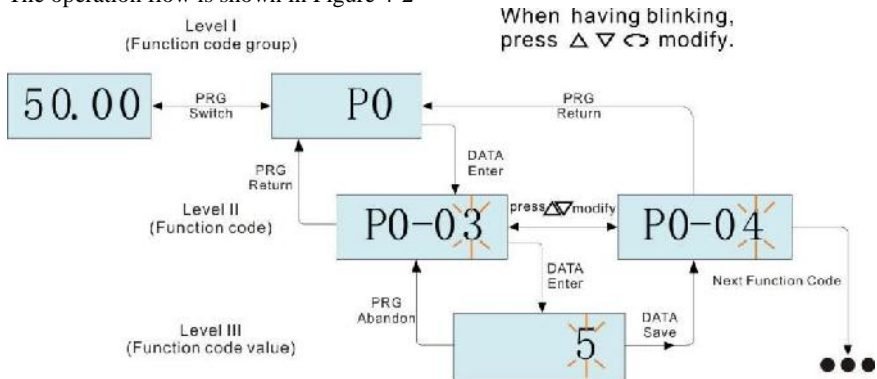 The operation flow is shown in Figure 4-2
When having blinking,
press △ ▽ modify.
Level I
(Function code group)
50.00
PRG
Switch
P0
PRG
Return
DATA
Enter
PRG
Return
Level II
(Function code)
P0-03
press△▽modify
P0-04
DATA
Enter
Next Function Code
PRG
Abandon
Level III
(Function code value)
5
DATA
Save